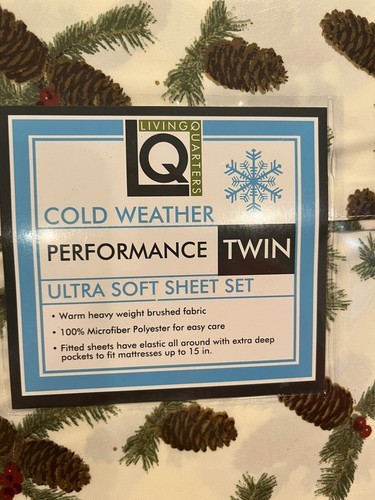 LIVING QUARTERS
LQ
COLD WEATHER
PERFORMANCE TWIN
ULTRA SOFT SHEET SET
• Warm heavy weight brushed fabric
• 100% Microfiber Polyester for easy care
• Fitted sheets have elastic all around with extra deep
pockets to fit mattresses up to 15 in.